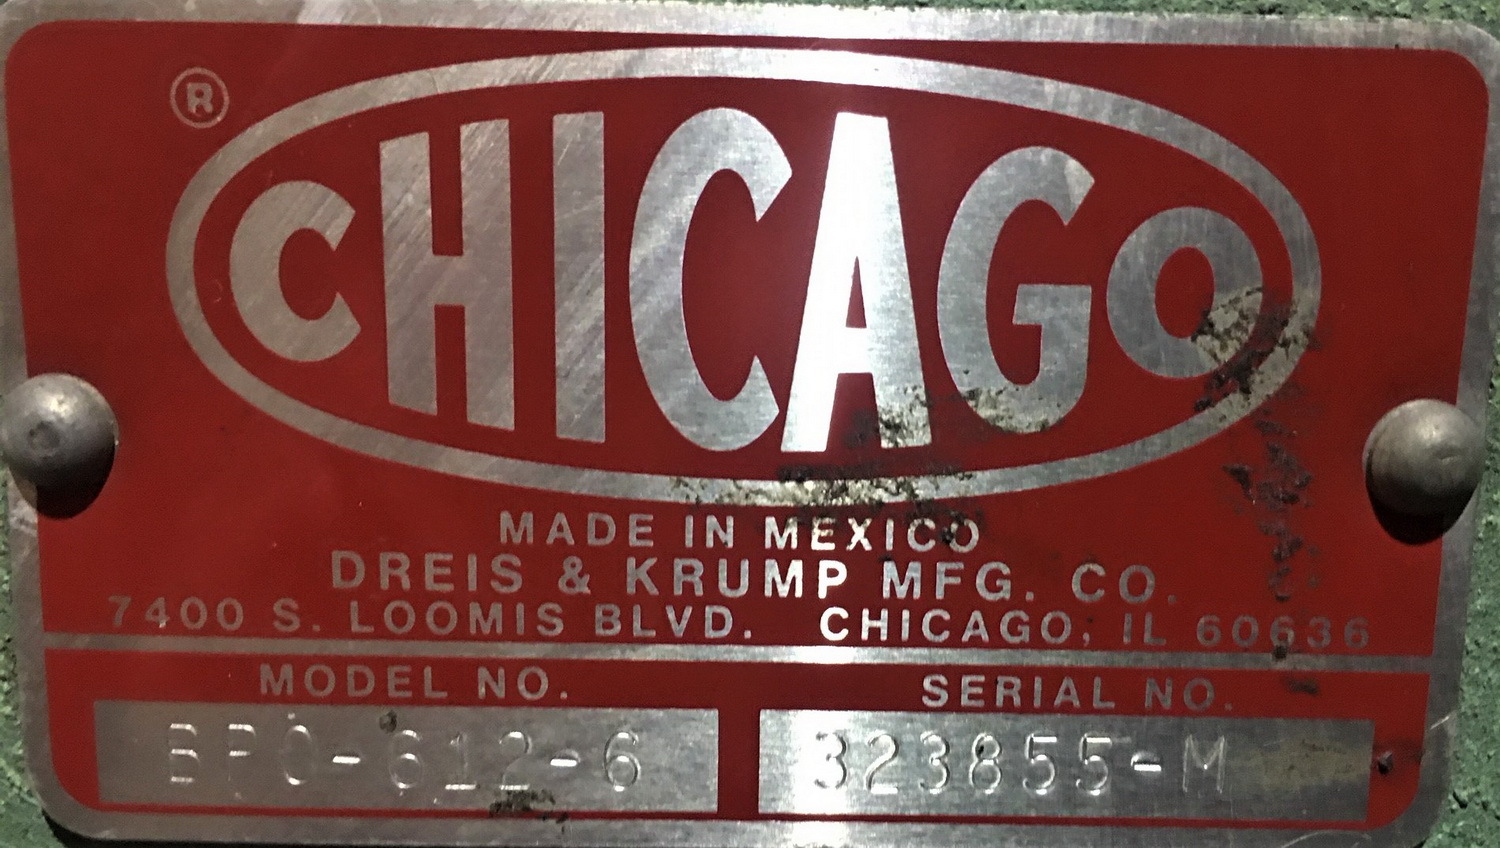 ®
CHICAGO
MADE IN MEXICO
DREIS & KRUMP MFG. CO.
7400 S. LOOMIS BLVD. CHICAGO, IL 60636
MODEL NO. SERIAL NO.
BPO-612-6 323855-M